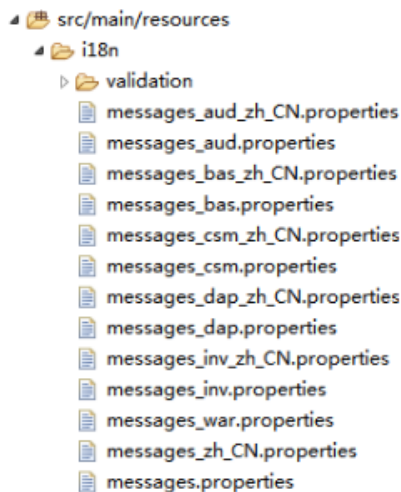 src/main/resources
i18n
validation
messages_aud_zh_CN.properties
messages_aud.properties
messages_bas_zh_CN.properties
messages_bas.properties
messages_csm_zh_CN.properties
messages_csm.properties
messages_dap_zh_CN.properties
messages_dap.properties
messages_inv_zh_CN.properties
messages_inv.properties
messages_war.properties
messages_zh_CN.properties
messages.properties